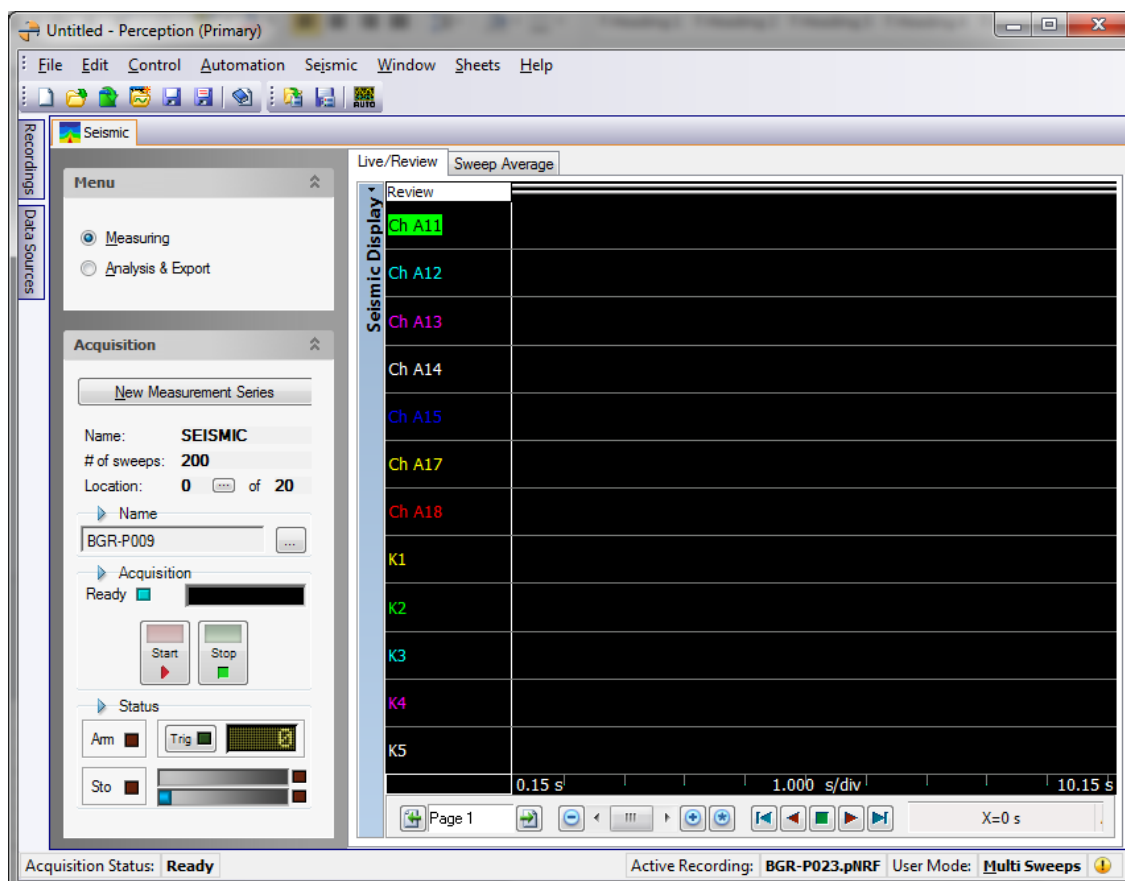 Untitled - Perception (Primary)
File Edit Control Automation Seismic Window Sheets Help
AUTO
Recordings
Data Sources
Seismic
Menu
Measuring
Analysis & Export
Acquisition
New Measurement Series
Name: SEISMIC
# of sweeps: 200
Location: 0 ... of 20
Name
BGR-P009 ...
Acquisition
Ready
Start Stop
Status
Arm Trig 0
Sto
Live/Review Sweep Average
Seismic Display
Review
Ch A11
Ch A12
Ch A13
Ch A14
Ch A15
Ch A17
Ch A18
K1
K2
K3
K4
K5
0.15 s 1.000 s/div 10.15 s
Page 1 X=0 s
Acquisition Status: Ready Active Recording: BGR-P023.pNRF User Mode: Multi Sweeps